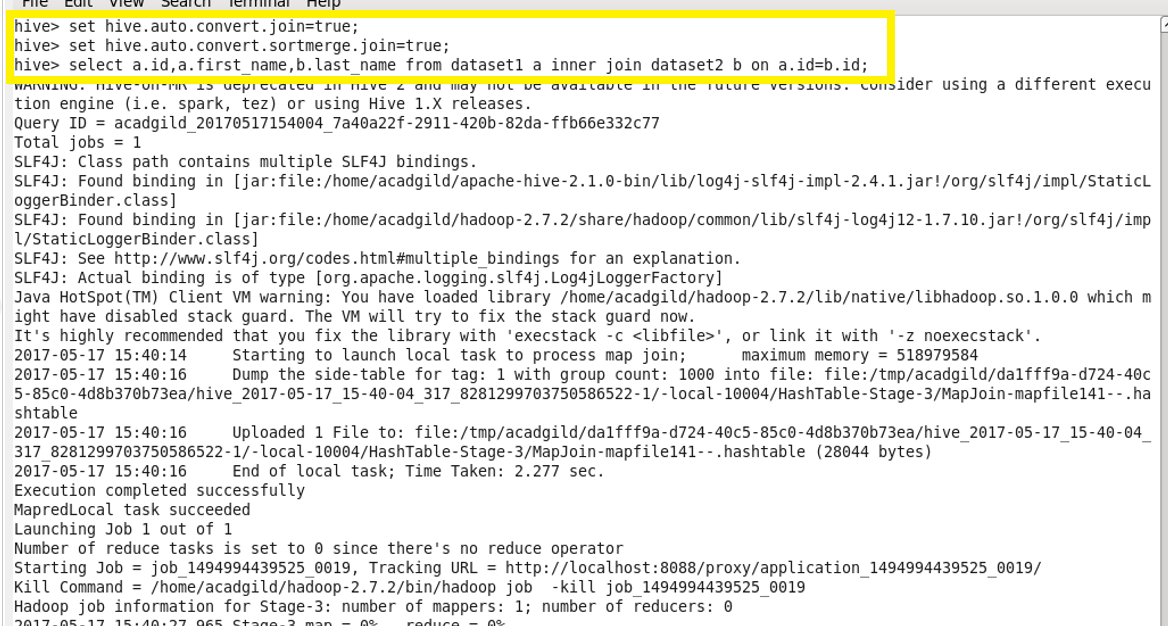 File Edit View Search Terminal Help
hive> set hive.auto.convert.join=true;
hive> set hive.auto.convert.sortmerge.join=true;
hive> select a.id,a.first_name,b.last_name from dataset1 a inner join dataset2 b on a.id=b.id;
WARNING: Hive-on-MR is deprecated in Hive 2 and may not be available in the future versions. Consider using a different execu
tion engine (i.e. spark, tez) or using Hive 1.X releases.
Query ID = acadgild_20170517154004_7a40a22f-2911-420b-82da-ffb66e332c77
Total jobs = 1
SLF4J: Class path contains multiple SLF4J bindings.
SLF4J: Found binding in [jar:file:/home/acadgild/apache-hive-2.1.0-bin/lib/log4j-slf4j-impl-2.4.1.jar!/org/slf4j/impl/StaticL
oggerBinder.class]
SLF4J: Found binding in [jar:file:/home/acadgild/hadoop-2.7.2/share/hadoop/common/lib/slf4j-log4j12-1.7.10.jar!/org/slf4j/imp
l/StaticLoggerBinder.class]
SLF4J: See http://www.slf4j.org/codes.html#multiple_bindings for an explanation.
SLF4J: Actual binding is of type [org.apache.logging.slf4j.Log4jLoggerFactory]
Java HotSpot(TM) Client VM warning: You have loaded library /home/acadgild/hadoop-2.7.2/lib/native/libhadoop.so.1.0.0 which m
ight have disabled stack guard. The VM will try to fix the stack guard now.
It's highly recommended that you fix the library with 'execstack -c <libfile>', or link it with '-z noexecstack'.
2017-05-17 15:40:14 Starting to launch local task to process map join; maximum memory = 518979584
2017-05-17 15:40:16 Dump the side-table for tag: 1 with group count: 1000 into file: file:/tmp/acadgild/da1fff9a-d724-40c
5-85c0-4d8b370b73ea/hive_2017-05-17_15-40-04_317_8281299703750586522-1/-local-10004/HashTable-Stage-3/MapJoin-mapfile141--.ha
shtable
2017-05-17 15:40:16 Uploaded 1 File to: file:/tmp/acadgild/da1fff9a-d724-40c5-85c0-4d8b370b73ea/hive_2017-05-17_15-40-04_
317_8281299703750586522-1/-local-10004/HashTable-Stage-3/MapJoin-mapfile141--.hashtable (28044 bytes)
2017-05-17 15:40:16 End of local task; Time Taken: 2.277 sec.
Execution completed successfully
MapredLocal task succeeded
Launching Job 1 out of 1
Number of reduce tasks is set to 0 since there's no reduce operator
Starting Job = job_1494994439525_0019, Tracking URL = http://localhost:8088/proxy/application_1494994439525_0019/
Kill Command = /home/acadgild/hadoop-2.7.2/bin/hadoop job  -kill job_1494994439525_0019
Hadoop job information for Stage-3: number of mappers: 1; number of reducers: 0
2017-05-17 15:40:27,965 Stage-3 map = 0%, reduce = 0%